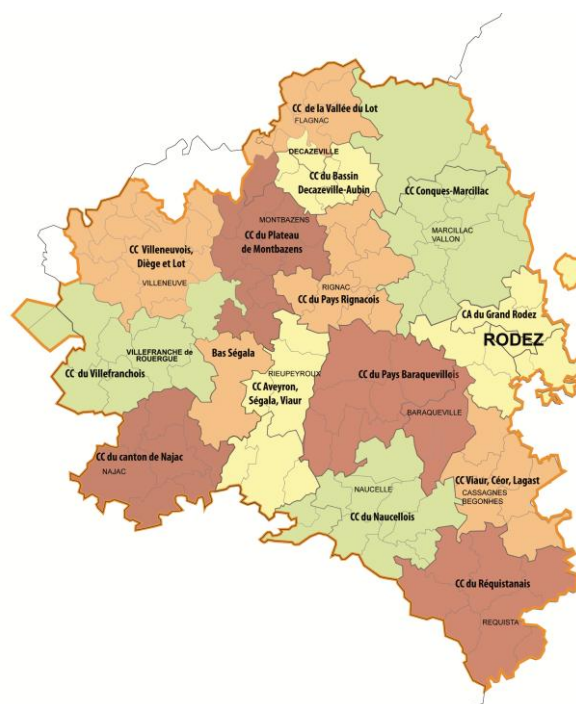 CC de la Vallée du Lot
FLAGNAC
DECAZEVILLE
CC du Bassin
Decazeville-Aubin
CC Conques-Marcillac
MONTBAZENS
CC du Plateau
de Montbazens
MARCILLAC
VALLON
CC Villeneuvois,
Diège et Lot
VILLENEUVE
RIGNAC
CC du Pays Rignacois
CA du Grand Rodez
RODEZ
VILLEFRANCHE de
ROUERGUE
CC du Villefranchois
Bas Ségala
RIEUPEYROUX
CC Aveyron,
Ségala, Viaur
CC du Pays Baraquevillois
BARAQUEVILLE
CC du canton de Najac
NAJAC
NAUCELLE
CC du Naucellois
CC Viaur, Céor, Lagast
CASSAGNES
BEGONHES
CC du Réquistanais
REQUISTA